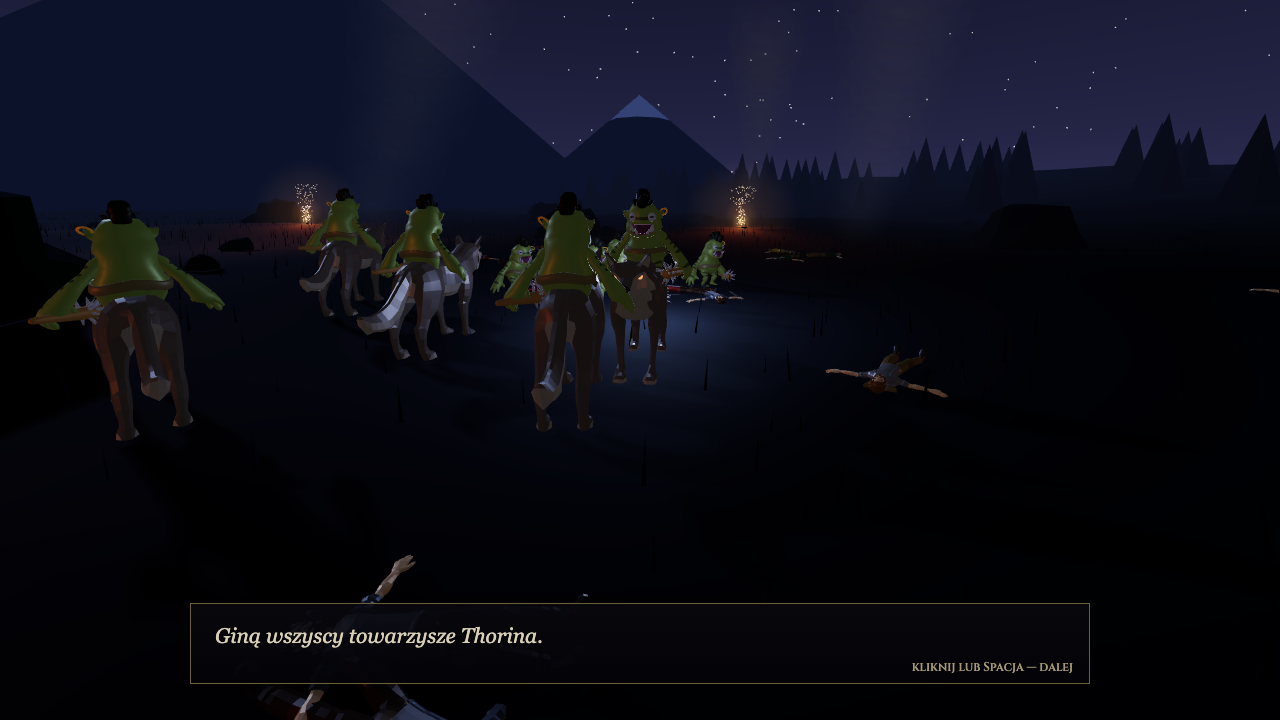 Giną wszyscy towarzysze Thorina.
KLIKNIJ LUB SPACJA — DALEJ